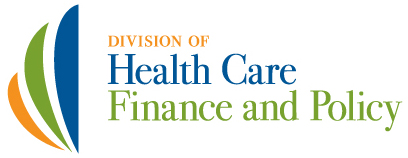 DIVISION OF
Health Care
Finance and Policy